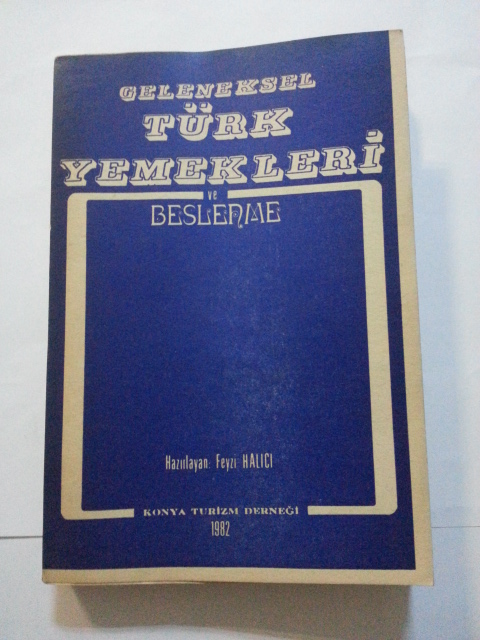 GELENEKSEL
TÜRK
YEMEKLERİ
ve
BESLENME
Hazırlayan: Feyzi HALICI
KONYA TURİZM DERNEĞİ
1982